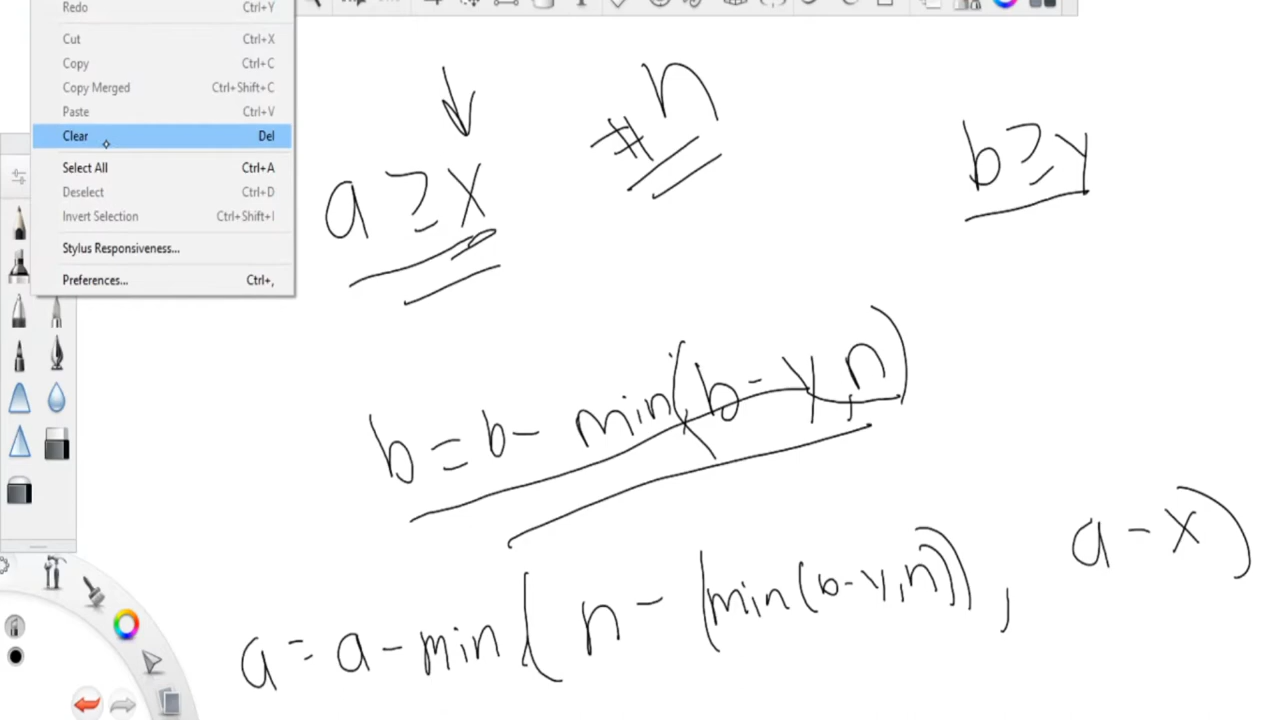 Redo Ctrl+Y
Cut Ctrl+X
Copy Ctrl+C
Copy Merged Ctrl+Shift+C
Paste Ctrl+V
Clear Del
Select All Ctrl+A
Deselect Ctrl+D
Invert Selection Ctrl+Shift+I
Stylus Responsiveness...
Preferences... Ctrl+,
a ≥ x
# n
b ≥ y
b = b - min(b - y, n)
a = a - min(n - (min(b-y,n)), a - x)